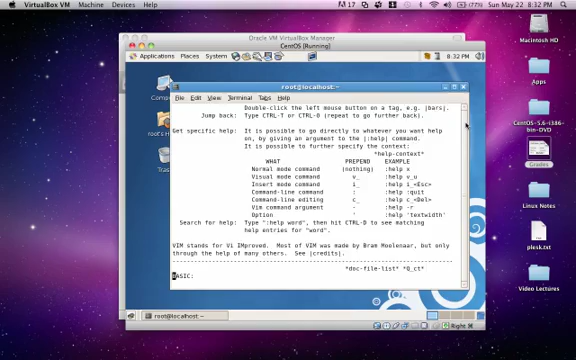 VirtualBox VM Machine Devices Help
17
(77%) Sun May 22 8:32 PM
Oracle VM VirtualBox Manager
CentOS [Running]
Applications Places System
8:32 PM
root@localhost:~
File Edit View Terminal Tabs Help
Double-click the left mouse button on a tag, e.g. |bars|.
Jump back: Type CTRL-T or CTRL-O (repeat to go further back).
Get specific help: It is possible to go directly to whatever you want help
on, by giving an argument to the |:help| command.
It is possible to further specify the context:
*help-context*
WHAT PREPEND EXAMPLE
Normal mode command (nothing) :help x
Visual mode command v_ :help v_u
Insert mode command i_ :help i_<Esc>
Command-line command : :help :quit
Command-line editing c_ :help c_<Del>
Vim command argument - :help -r
Option ' :help 'textwidth'
Search for help: Type ":help word", then hit CTRL-D to see matching
help entries for "word".
VIM stands for Vi IMproved. Most of VIM was made by Bram Moolenaar, but only
through the help of many others. See |credits|.
*doc-file-list* *Q_ct*
BASIC:
root@localhost:~
Right ⌘
Macintosh HD
Apps
CentOS-5-i386-
bin-DVD
Grades
Linux Notes
plesk.txt
Video Lectures